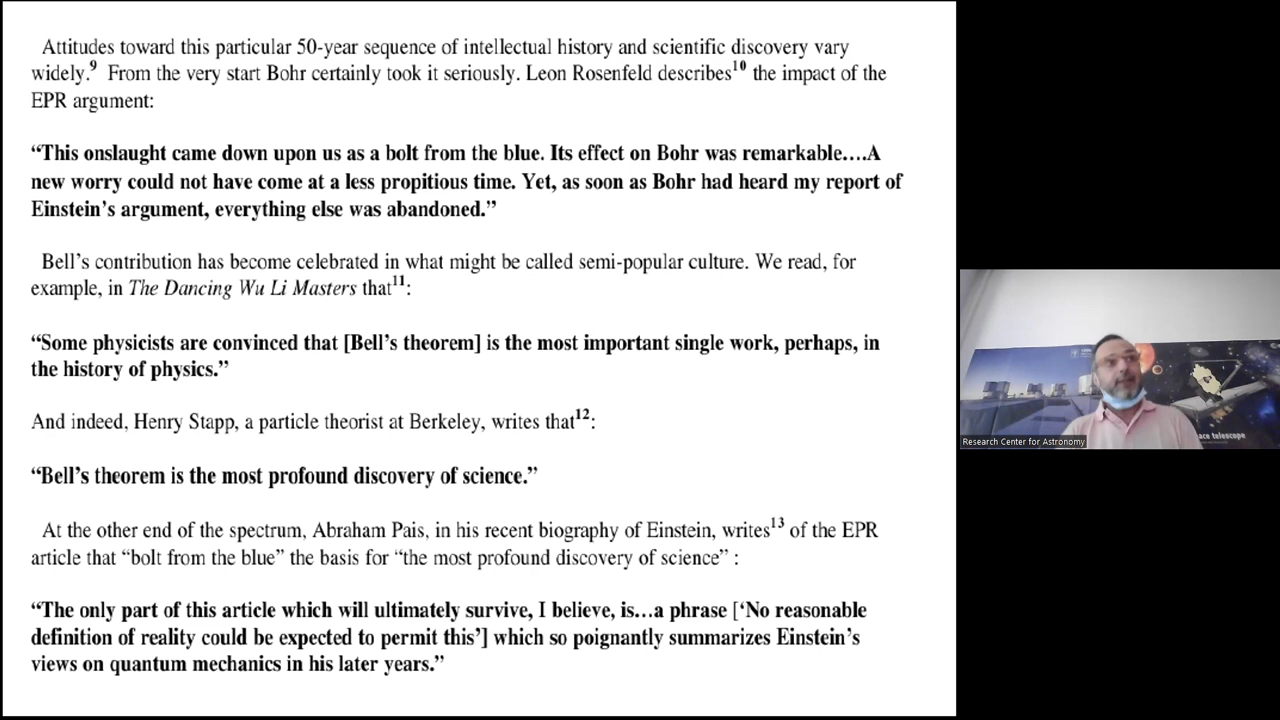 Attitudes toward this particular 50-year sequence of intellectual history and scientific discovery vary
widely.⁹ From the very start Bohr certainly took it seriously. Leon Rosenfeld describes¹⁰ the impact of the
EPR argument:
“This onslaught came down upon us as a bolt from the blue. Its effect on Bohr was remarkable….A
new worry could not have come at a less propitious time. Yet, as soon as Bohr had heard my report of
Einstein’s argument, everything else was abandoned.”
Bell’s contribution has become celebrated in what might be called semi-popular culture. We read, for
example, in The Dancing Wu Li Masters that¹¹:
“Some physicists are convinced that [Bell’s theorem] is the most important single work, perhaps, in
the history of physics.”
And indeed, Henry Stapp, a particle theorist at Berkeley, writes that¹²:
“Bell’s theorem is the most profound discovery of science.”
At the other end of the spectrum, Abraham Pais, in his recent biography of Einstein, writes¹³ of the EPR
article that “bolt from the blue” the basis for “the most profound discovery of science” :
“The only part of this article which will ultimately survive, I believe, is…a phrase [‘No reasonable
definition of reality could be expected to permit this’] which so poignantly summarizes Einstein’s
views on quantum mechanics in his later years.”
ace telescope
Research Center for Astronomy